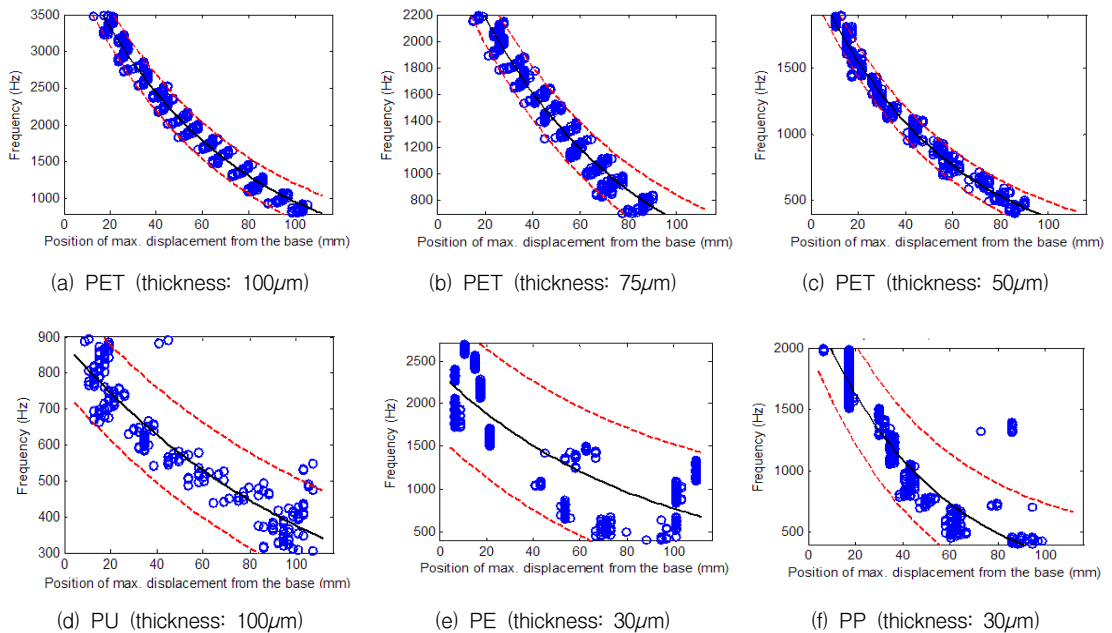 3500
3000
2500
2000
1500
1000
Frequency (Hz)
0 20 40 60 80 100
Position of max. displacement from the base (mm)
(a) PET (thickness: 100μm)
2200
2000
1800
1600
1400
1200
1000
800
Frequency (Hz)
0 20 40 60 80 100
Position of max. displacement from the base (mm)
(b) PET (thickness: 75μm)
1500
1000
500
Frequency (Hz)
0 20 40 60 80 100
Position of max. displacement from the base (mm)
(c) PET (thickness: 50μm)
900
800
700
600
500
400
300
Frequency (Hz)
0 20 40 60 80 100
Position of max. displacement from the base (mm)
(d) PU (thickness: 100μm)
2500
2000
1500
1000
500
Frequency (Hz)
0 20 40 60 80 100
Position of max. displacement from the base (mm)
(e) PE (thickness: 30μm)
2000
1500
1000
500
Frequency (Hz)
0 20 40 60 80 100
Position of max. displacement from the base (mm)
(f) PP (thickness: 30μm)